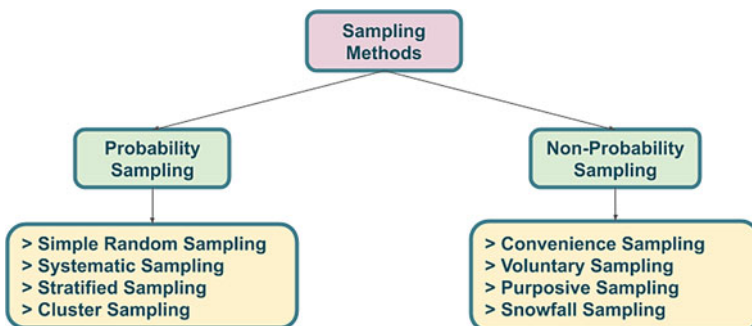 Sampling
Methods
Probability
Sampling
Non-Probability
Sampling
> Simple Random Sampling
> Systematic Sampling
> Stratified Sampling
> Cluster Sampling
> Convenience Sampling
> Voluntary Sampling
> Purposive Sampling
> Snowfall Sampling